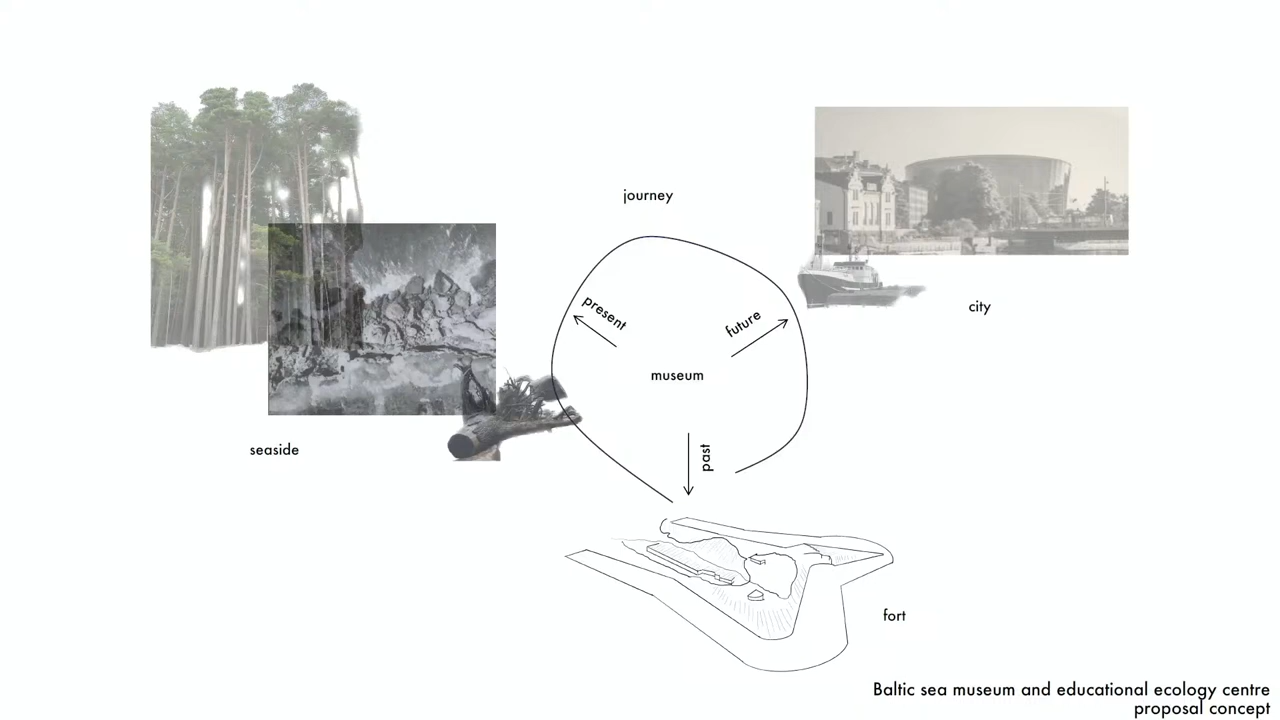 journey
present
future
city
museum
seaside
past
fort
Baltic sea museum and educational ecology centre
proposal concept